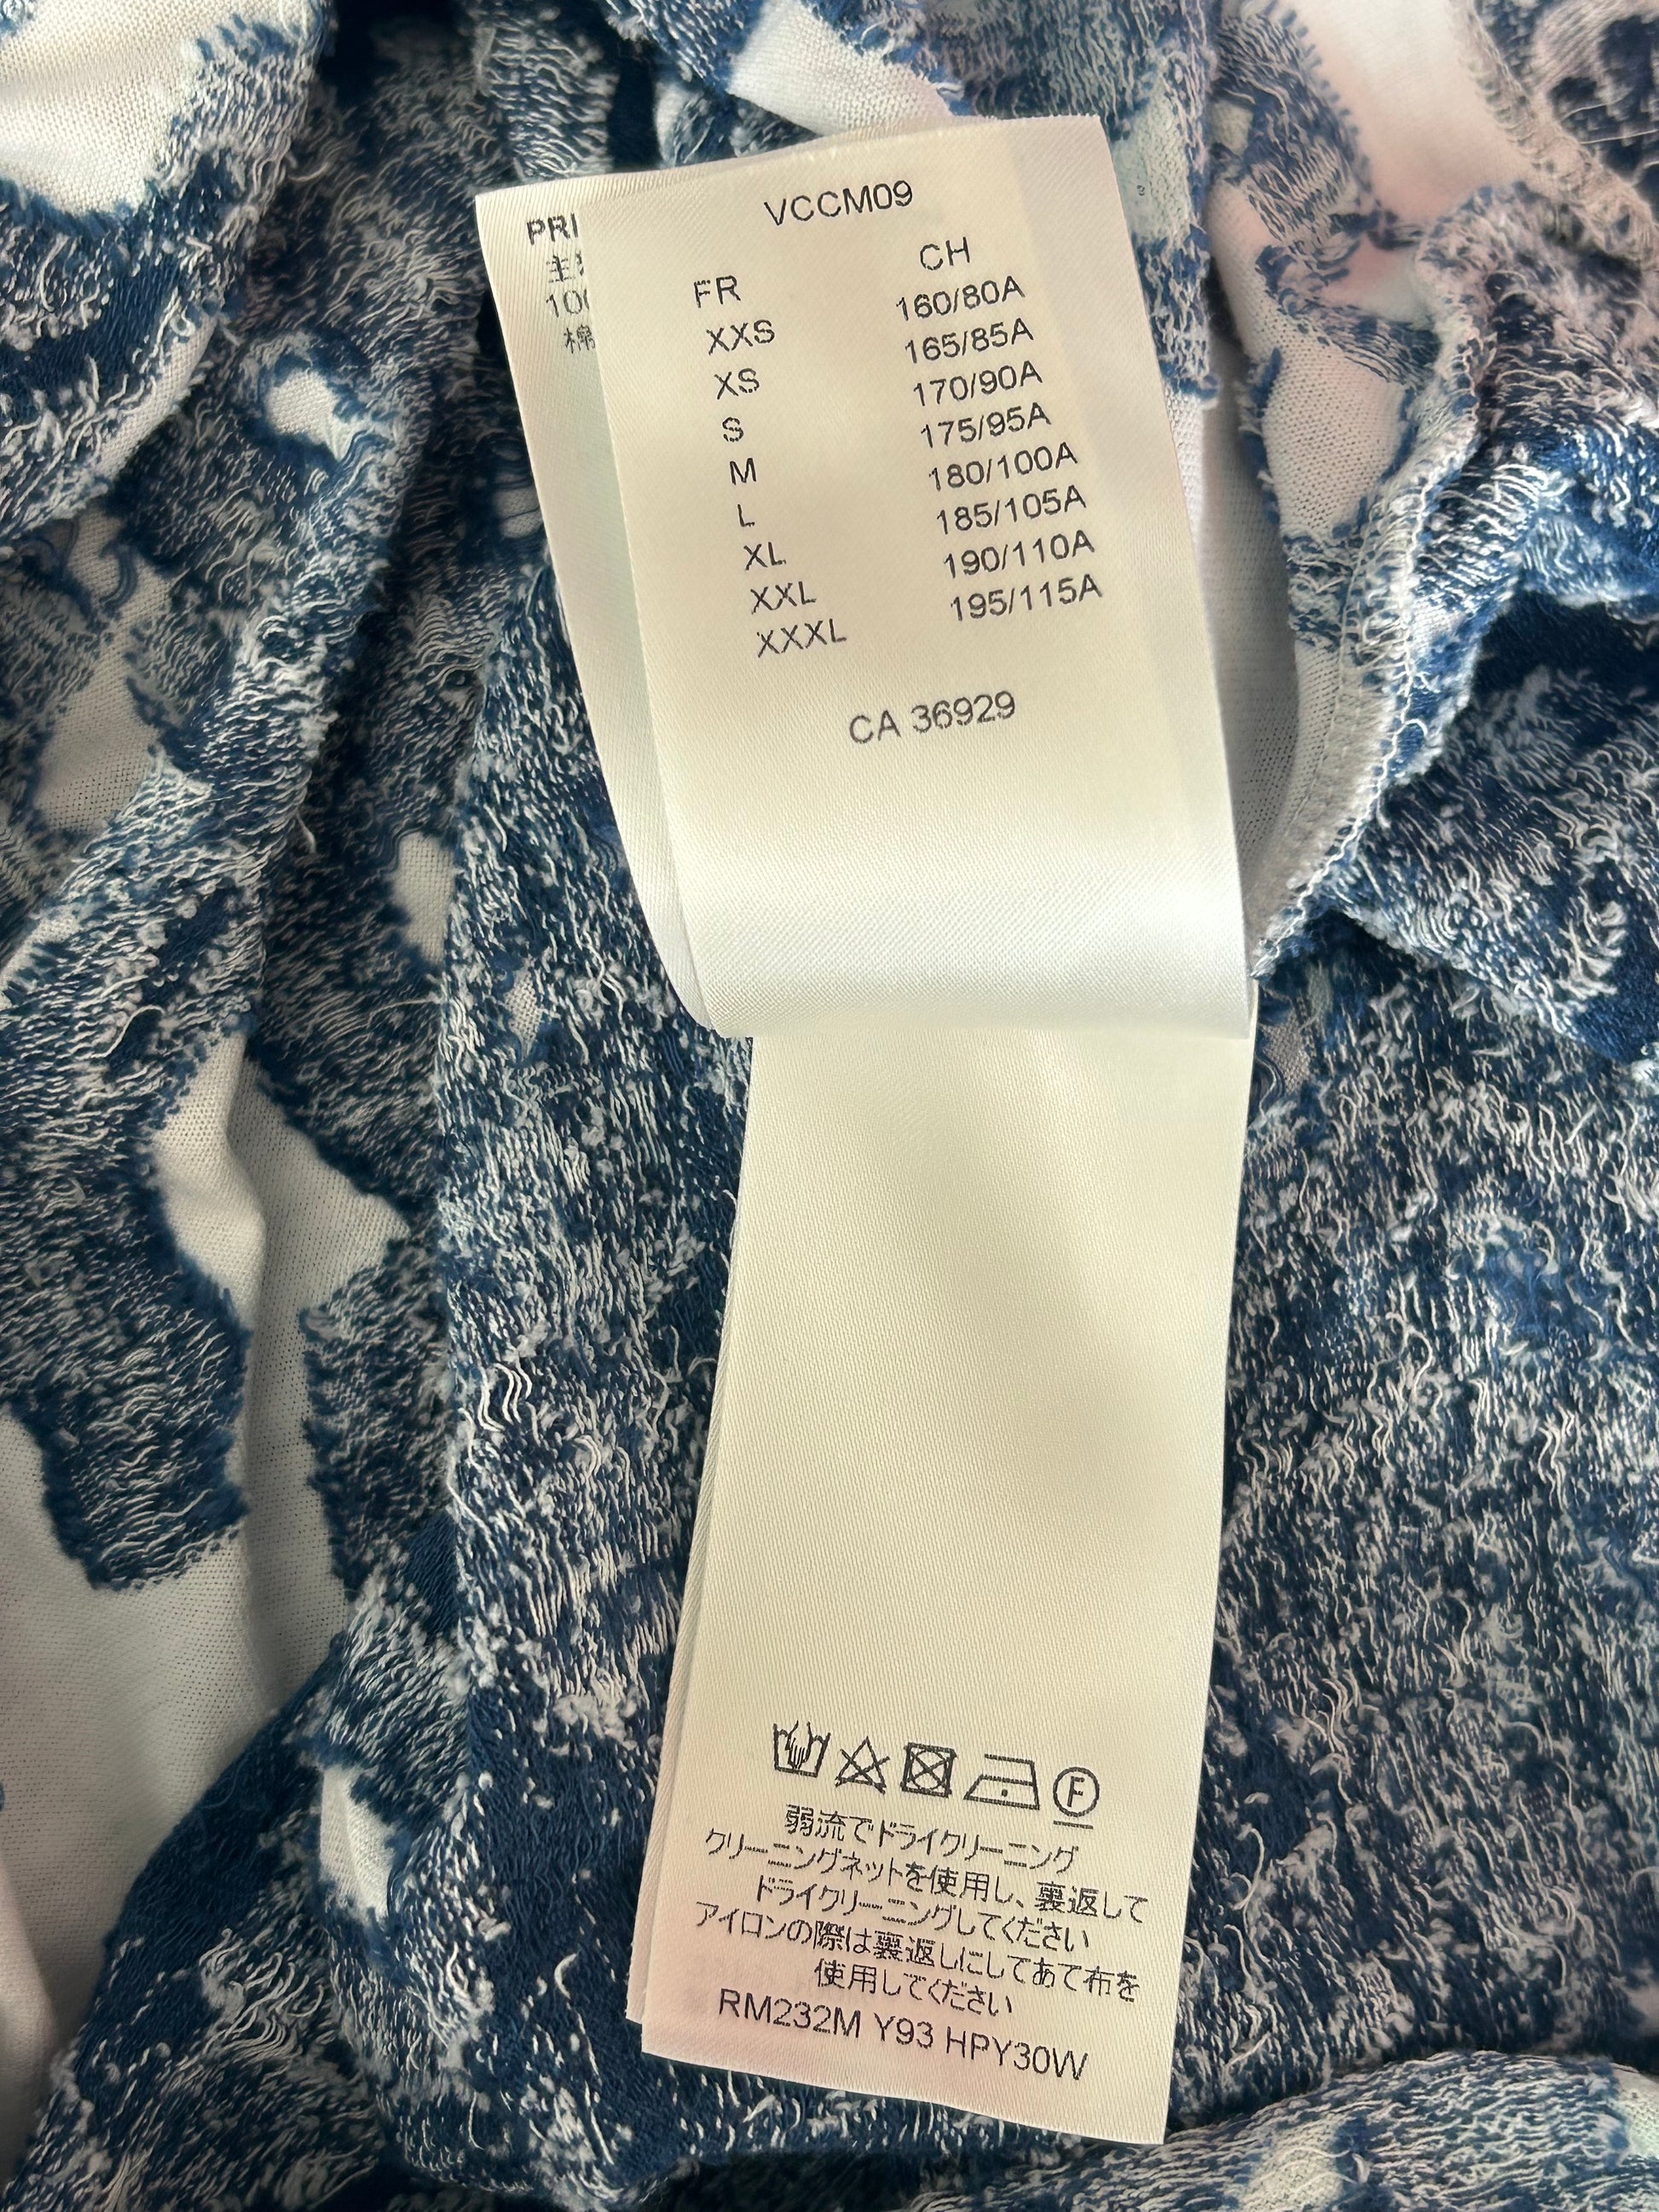 PRI
主
100
棉
VCCM09
FR CH
XXS 160/80A
XS 165/85A
S 170/90A
M 175/95A
L 180/100A
XL 185/105A
XXL 190/110A
XXXL 195/115A
CA 36929
F
弱流でドライクリーニング
クリーニングネットを使用し、裏返して
ドライクリーニングしてください
アイロンの際は裏返しにしてあて布を
使用してください
RM232M Y93 HPY30W